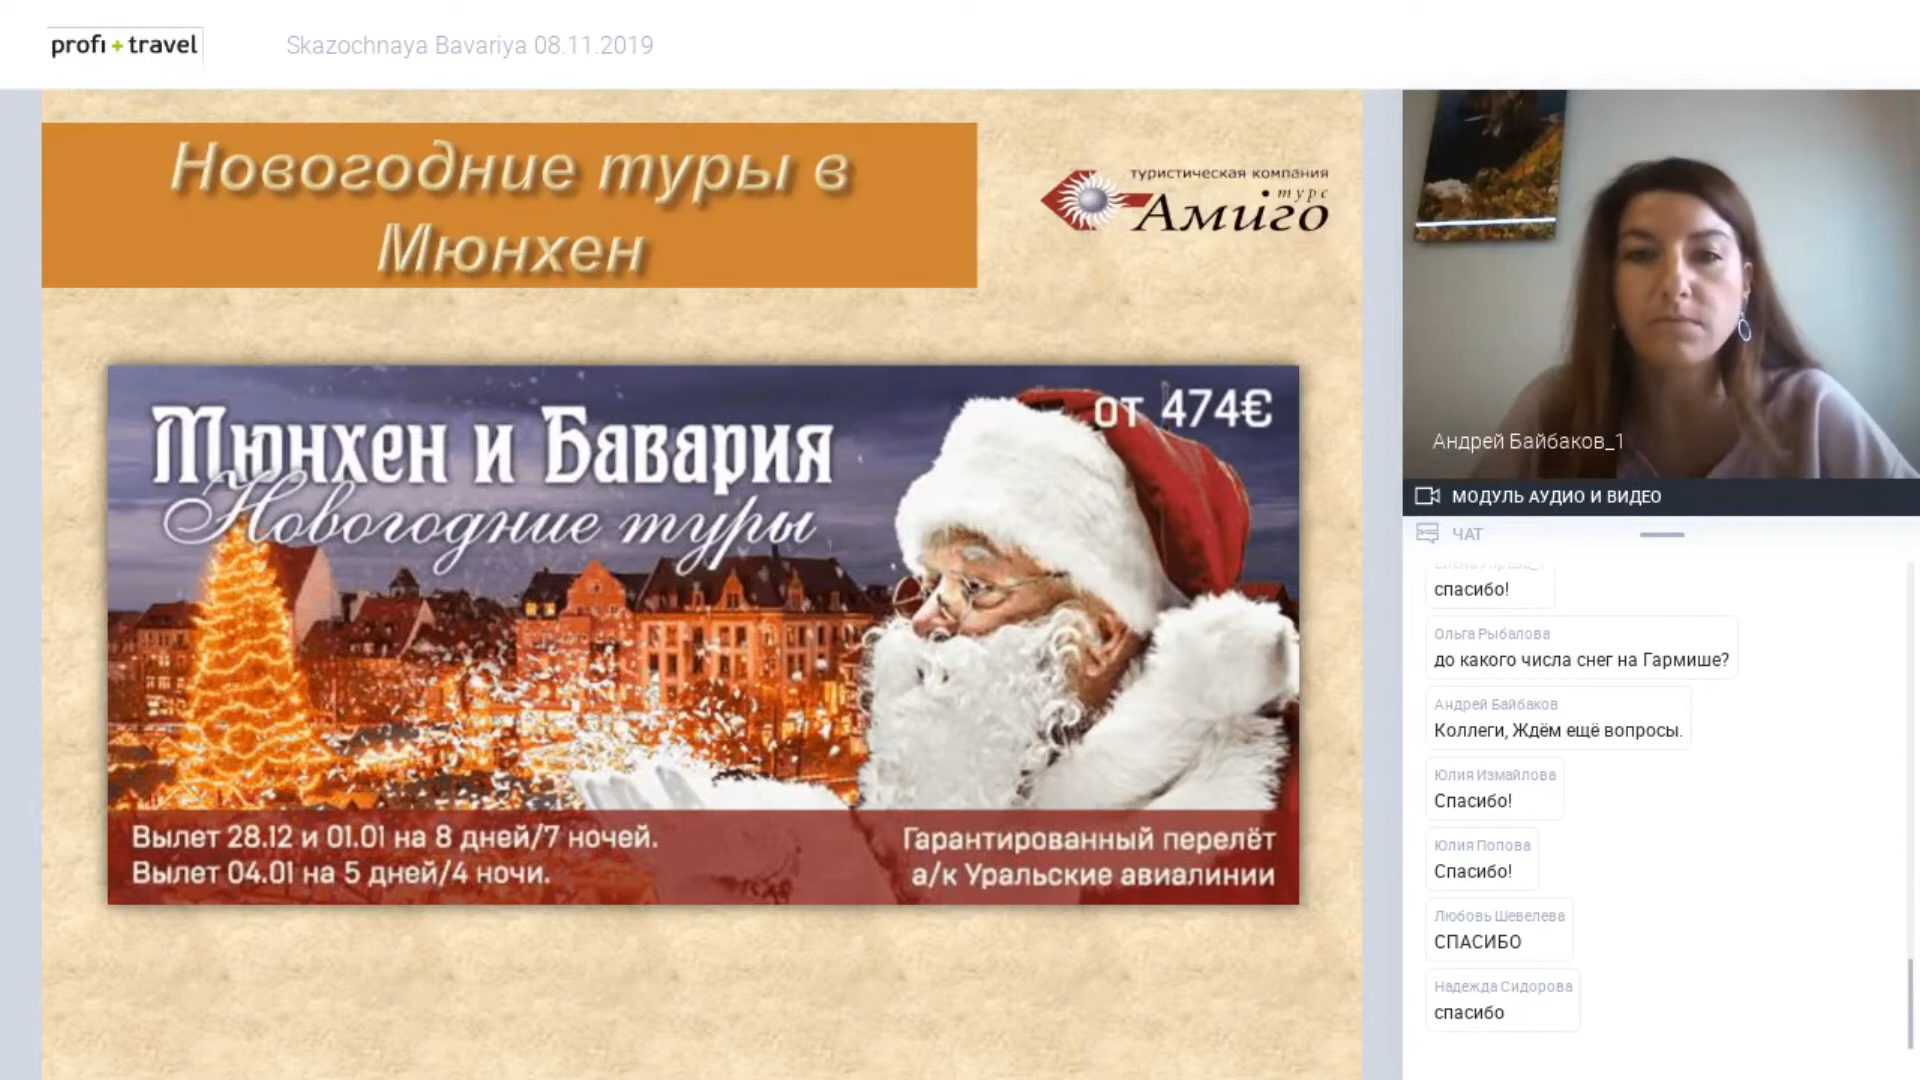 profi + travel
Skazochnaya Bavariya 08.11.2019
Новогодние туры в
Мюнхен
туристическая компания
• турс
Амиго
от 474€
Мюнхен и Бавария
Новогодние туры
Вылет 28.12 и 01.01 на 8 дней/7 ночей.
Вылет 04.01 на 5 дней/4 ночи.
Гарантированный перелёт
а/к Уральские авиалинии
Андрей Байбаков_1
МОДУЛЬ АУДИО И ВИДЕО
ЧАТ
спасибо!
Ольга Рыбалова
до какого числа снег на Гармише?
Андрей Байбаков
Коллеги, Ждём ещё вопросы.
Юлия Измайлова
Спасибо!
Юлия Попова
Спасибо!
Любовь Шевелева
СПАСИБО
Надежда Сидорова
спасибо